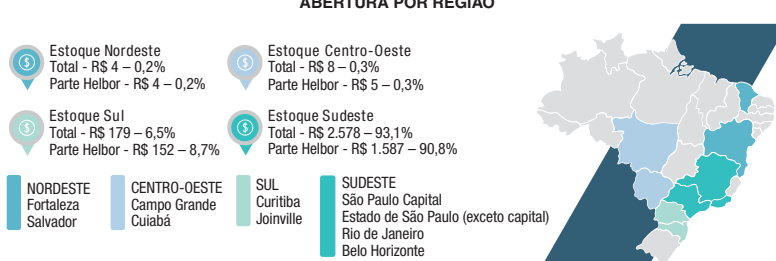 ABERTURA POR REGIÃO
Estoque Nordeste
Total - R$ 4 – 0,2%
Parte Helbor - R$ 4 – 0,2%
Estoque Centro-Oeste
Total - R$ 8 – 0,3%
Parte Helbor - R$ 5 – 0,3%
Estoque Sul
Total - R$ 179 – 6,5%
Parte Helbor - R$ 152 – 8,7%
Estoque Sudeste
Total - R$ 2.578 – 93,1%
Parte Helbor - R$ 1.587 – 90,8%
NORDESTE
Fortaleza
Salvador
CENTRO-OESTE
Campo Grande
Cuiabá
SUL
Curitiba
Joinville
SUDESTE
São Paulo Capital
Estado de São Paulo (exceto capital)
Rio de Janeiro
Belo Horizonte